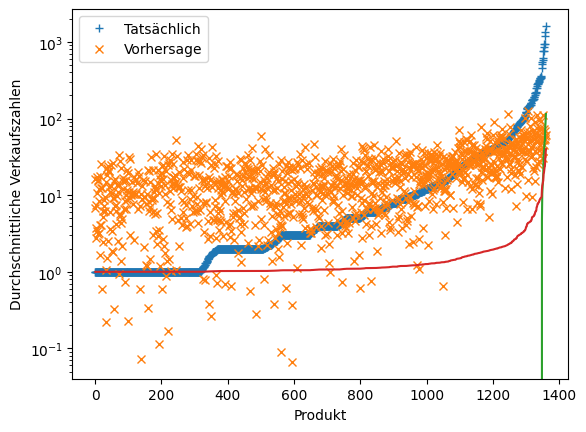 Tatsächlich
Vorhersage
10³
10²
10¹
10⁰
10⁻¹
Durchschnittliche Verkaufszahlen
0 200 400 600 800 1000 1200 1400
Produkt